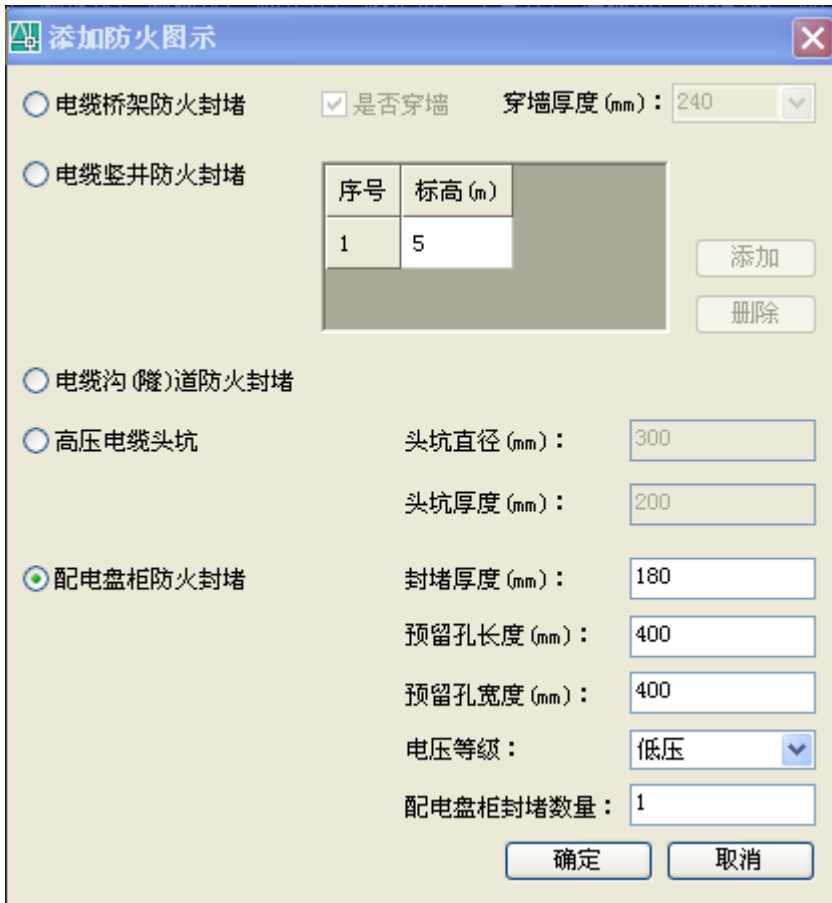 添加防火图示
电缆桥架防火封堵 是否穿墙 穿墙厚度(mm): 240
电缆竖井防火封堵
序号 标高(m)
1 5
添加
删除
电缆沟(隧)道防火封堵
高压电缆头坑 头坑直径(mm): 300
头坑厚度(mm): 200
配电盘柜防火封堵 封堵厚度(mm): 180
预留孔长度(mm): 400
预留孔宽度(mm): 400
电压等级: 低压
配电盘柜封堵数量: 1
确定 取消